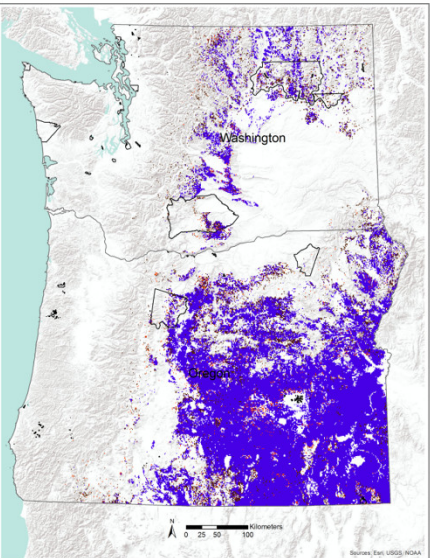 Washington
Oregon
N
Kilometers
0 25 50 100
Sources: Esri, USGS, NOAA